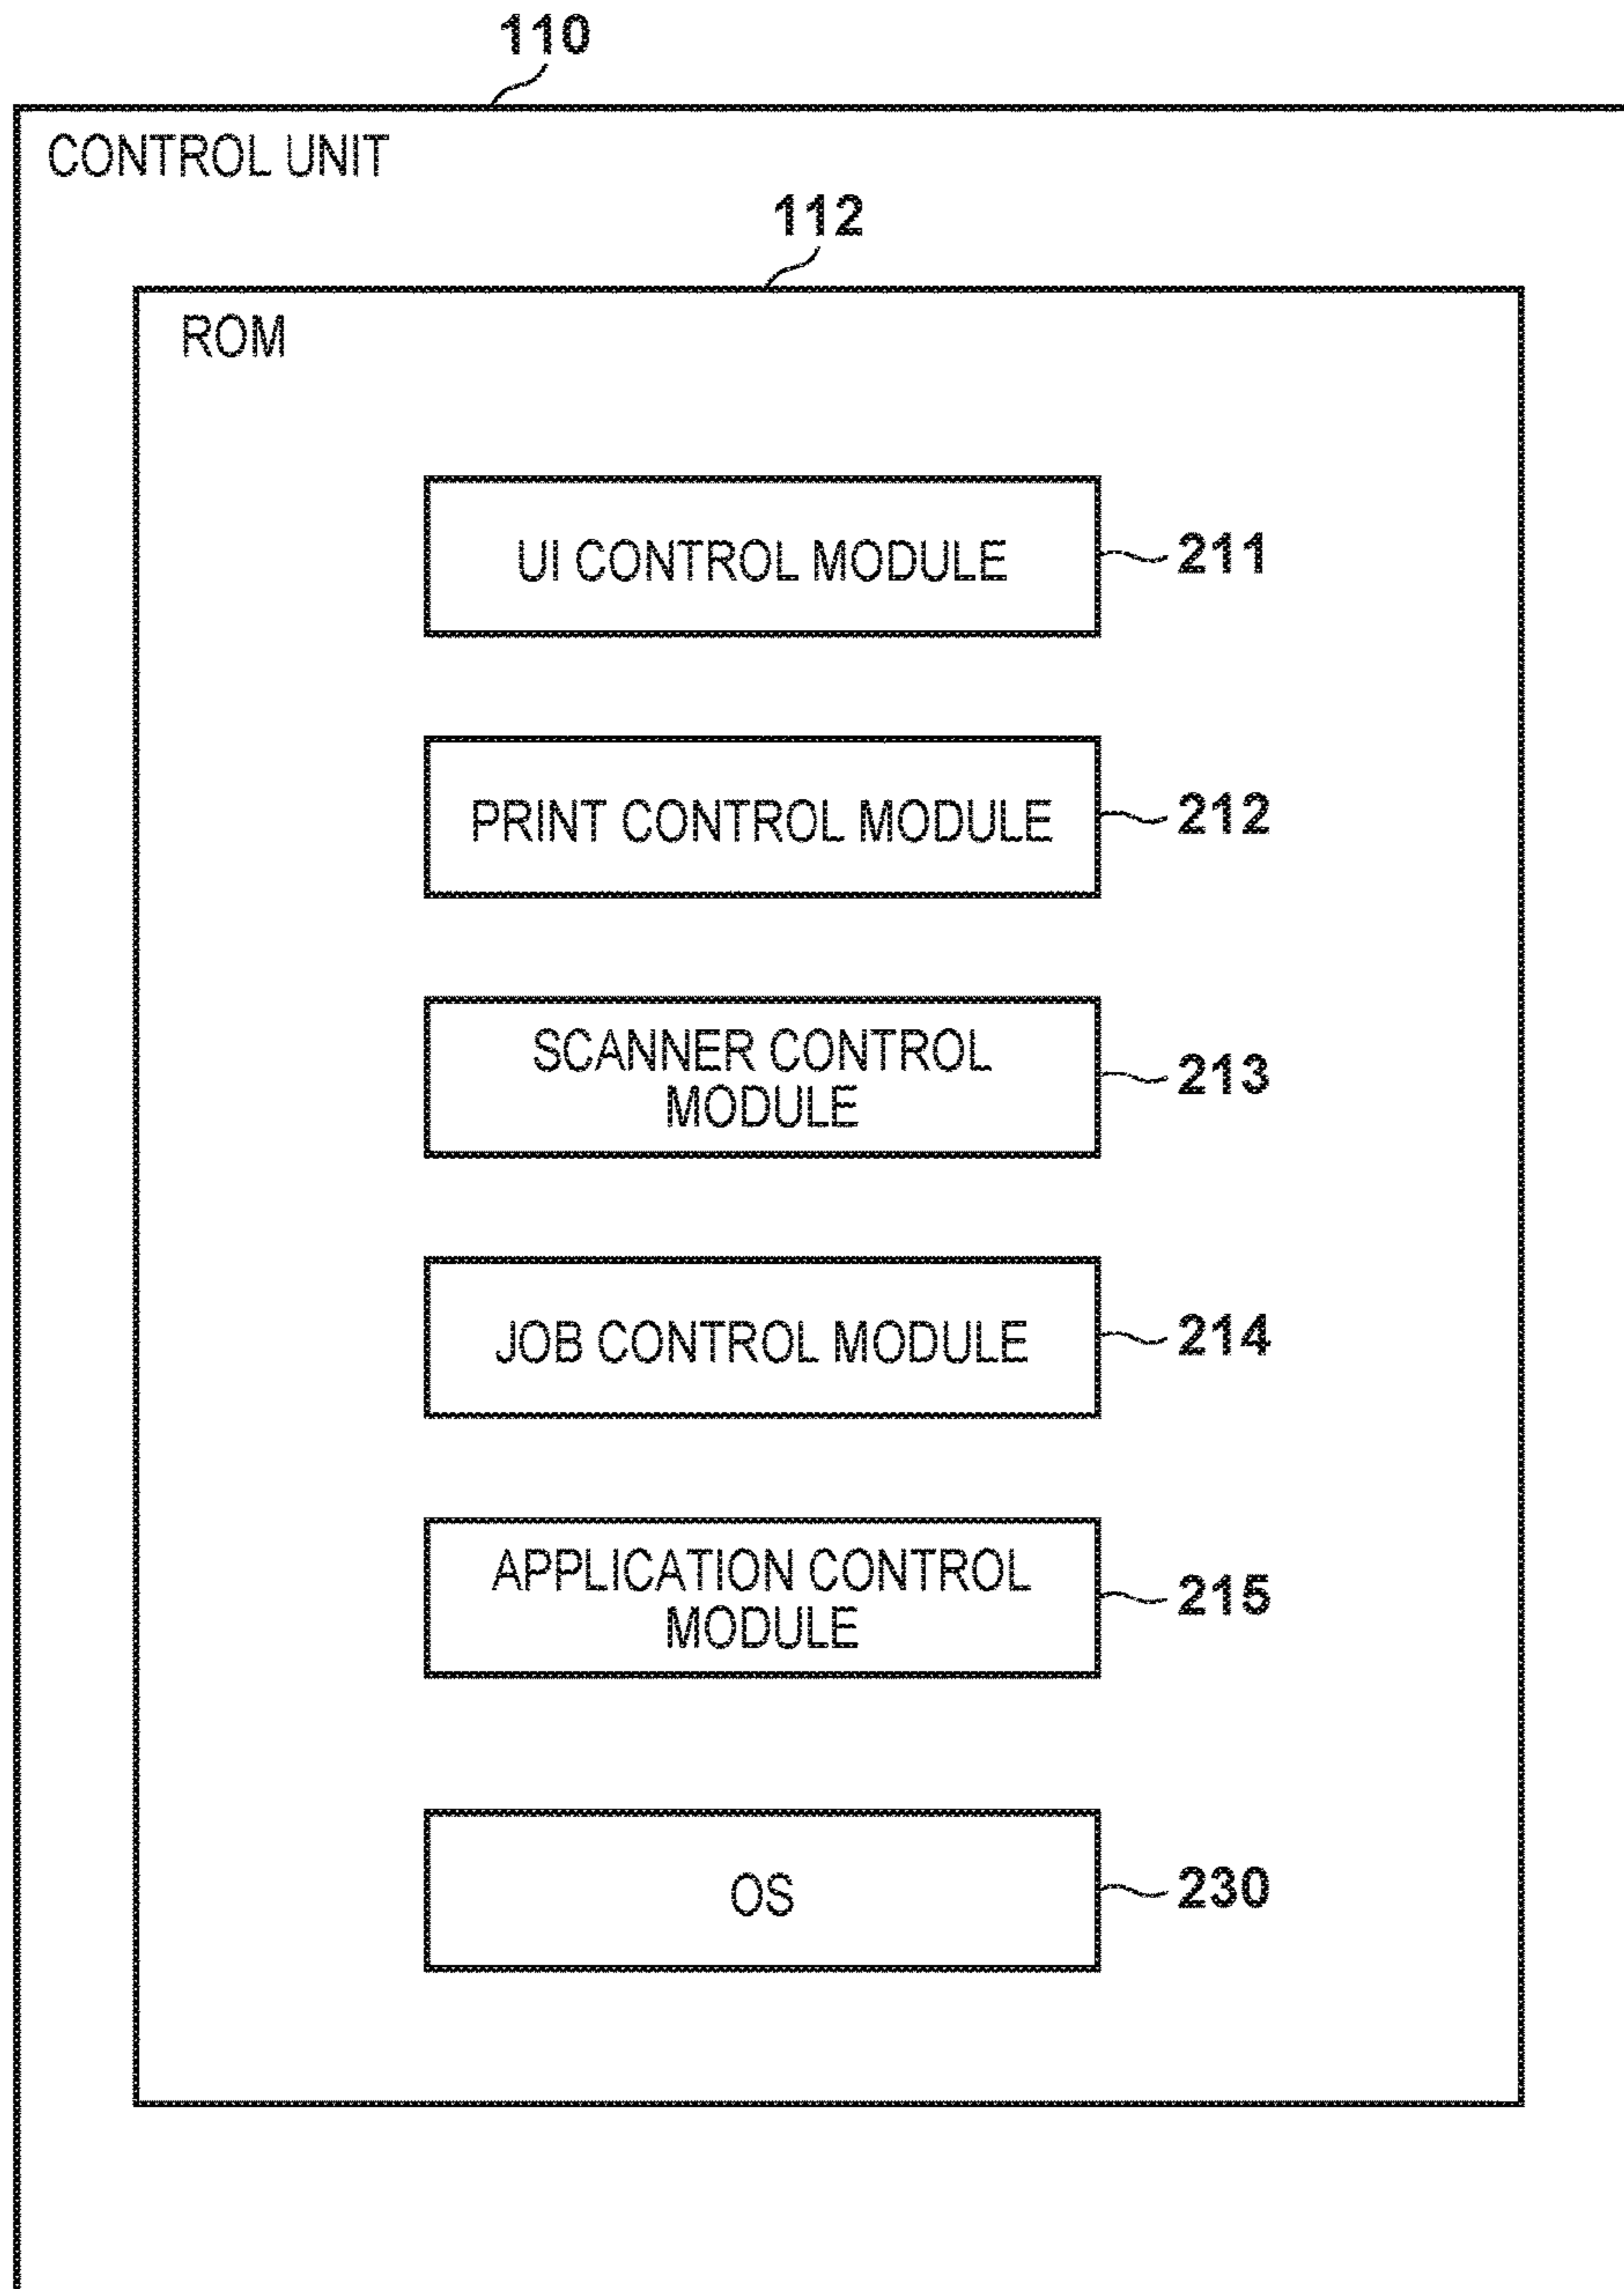 110
CONTROL UNIT
112
ROM
UI CONTROL MODULE
211
PRINT CONTROL MODULE
212
SCANNER CONTROL
MODULE
213
JOB CONTROL MODULE
214
APPLICATION CONTROL
MODULE
215
OS
230